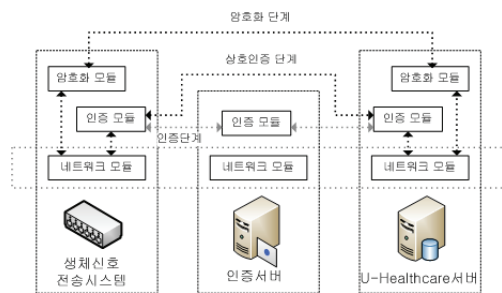 암호화 단계
암호화 모듈
암호화 모듈
상호인증 단계
인증 모듈
인증 모듈
인증 모듈
인증단계
네트워크 모듈
네트워크 모듈
네트워크 모듈
생체신호
전송시스템
인증서버
U-Healthcare서버